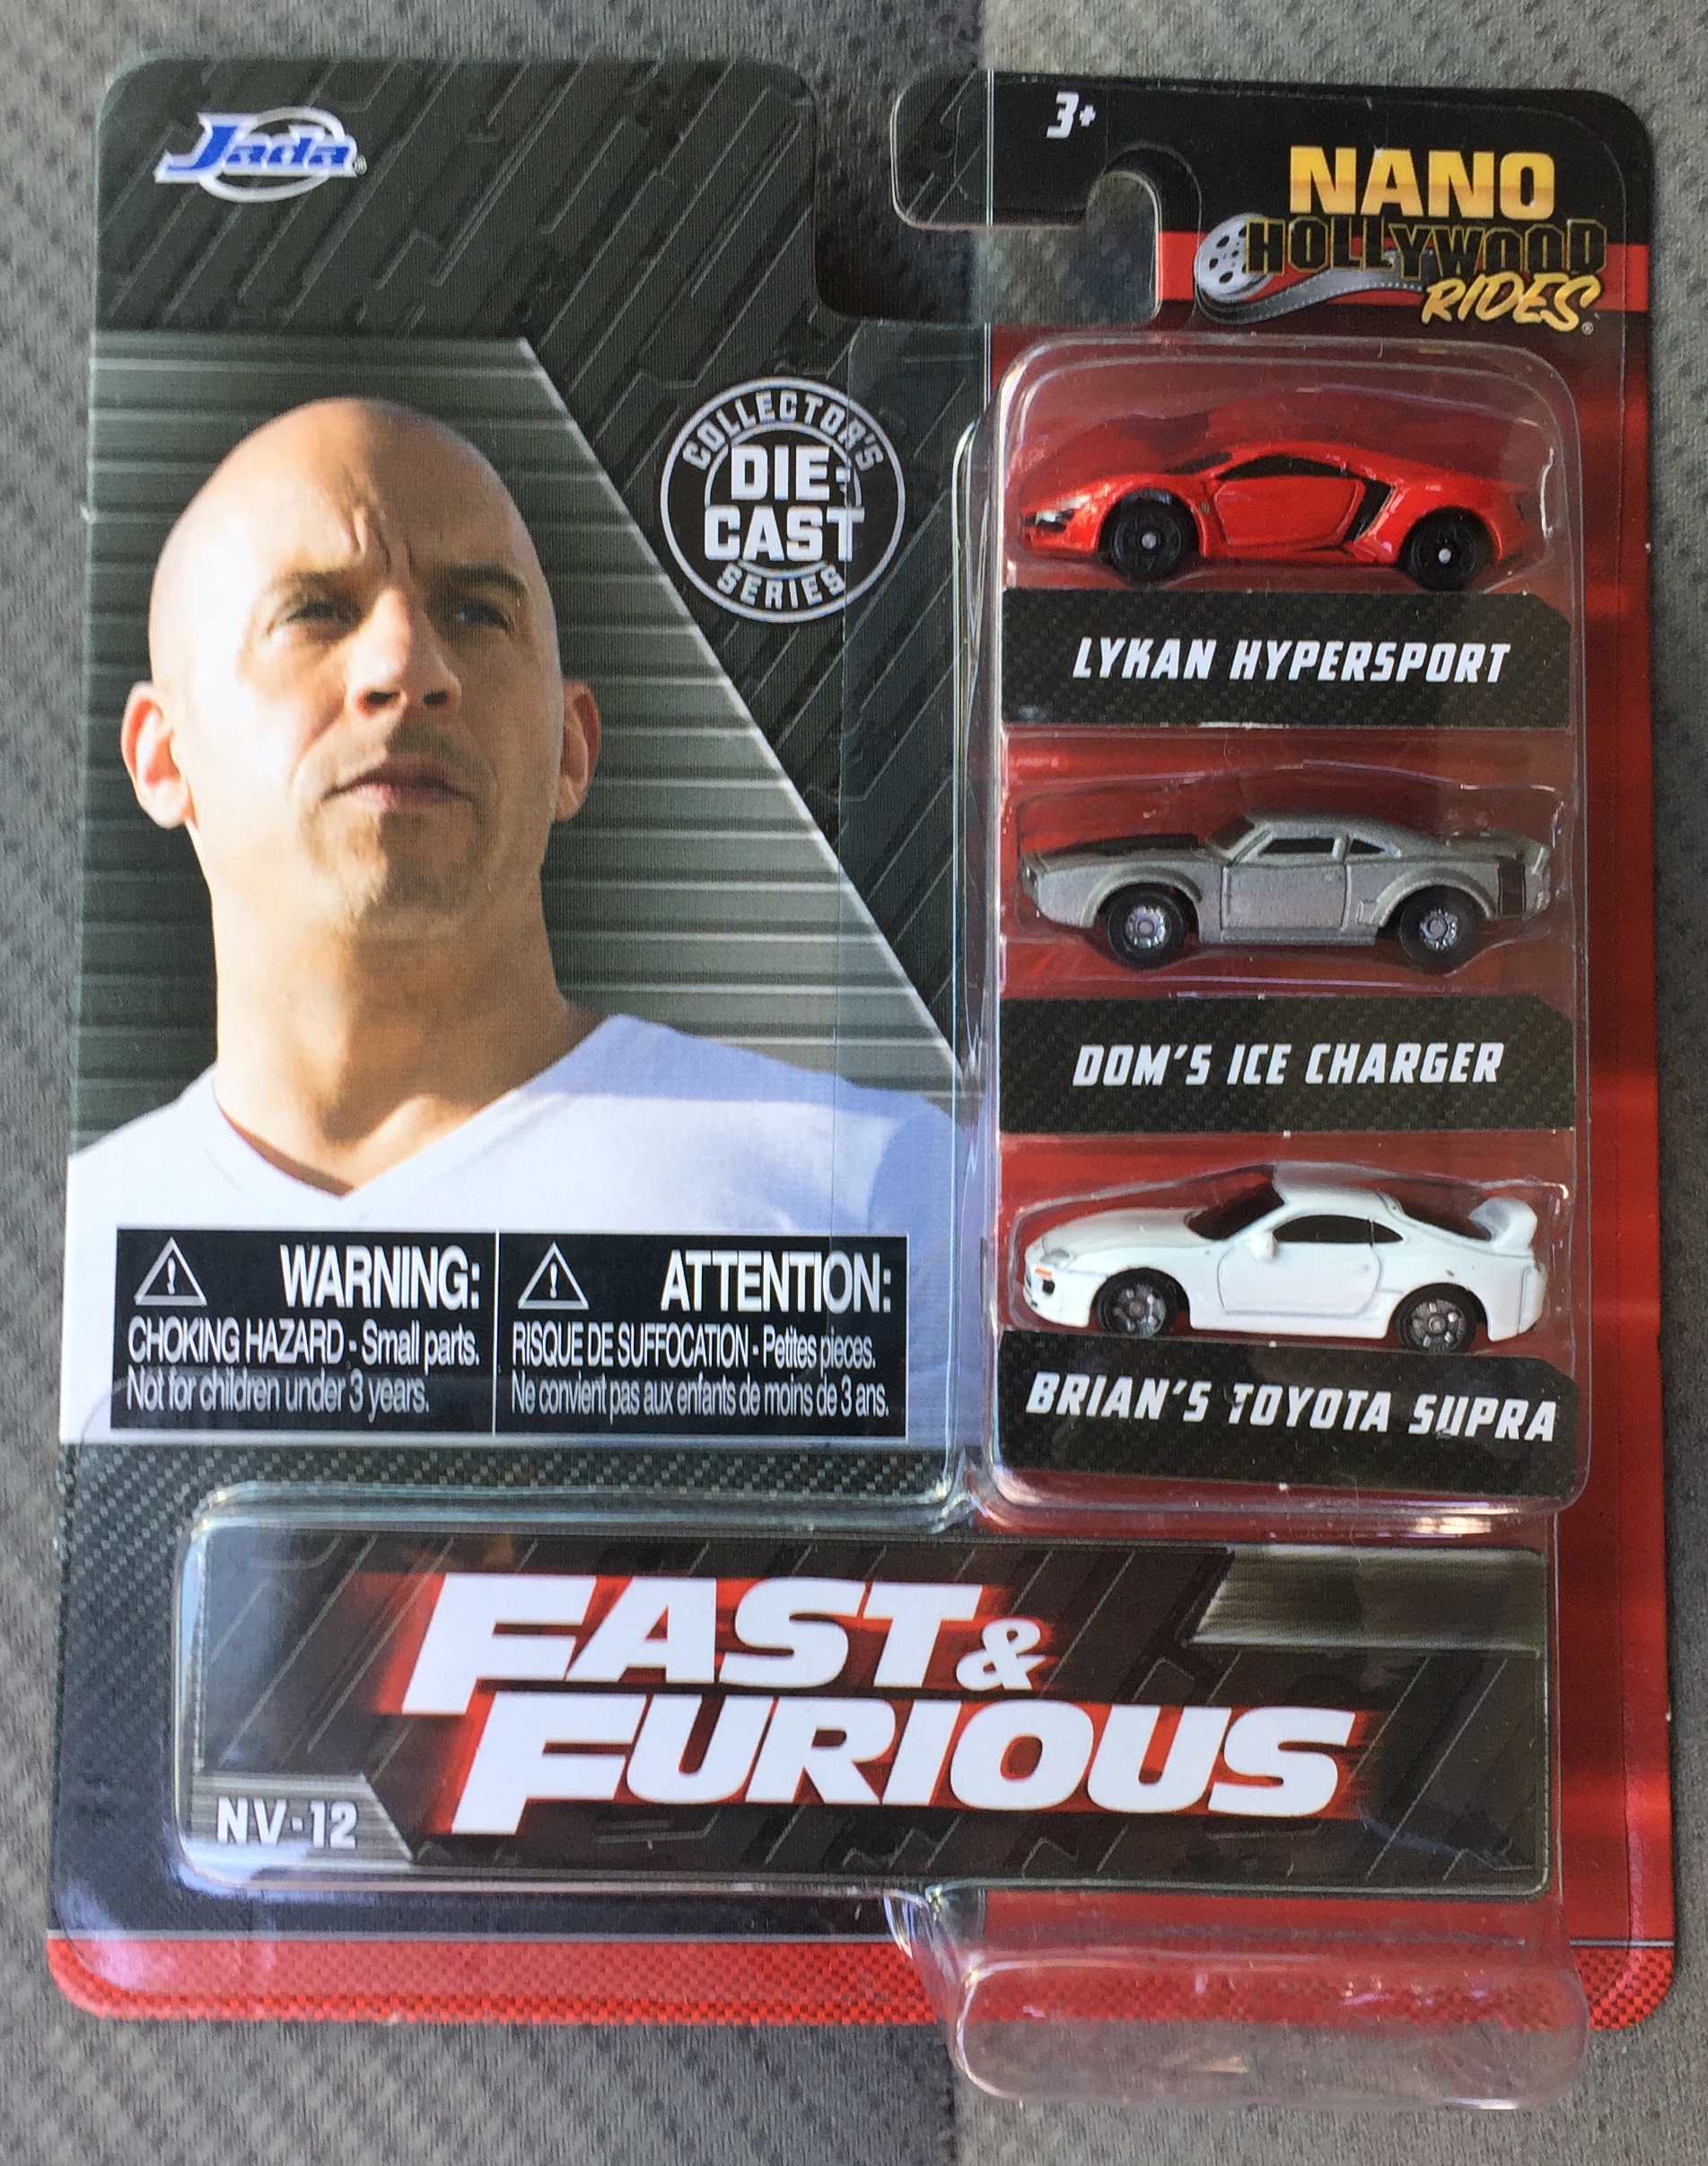 Jada
3+
NANO
HOLLYWOOD
RIDES®
COLLECTOR'S
DIE-
CAST
SERIES
LYKAN HYPERSPORT
DOM'S ICE CHARGER
BRIAN'S TOYOTA SUPRA
WARNING:
CHOKING HAZARD - Small parts.
Not for children under 3 years.
ATTENTION:
RISQUE DE SUFFOCATION - Petites pièces.
Ne convient pas aux enfants de moins de 3 ans.
FAST &
FURIOUS
NV-12